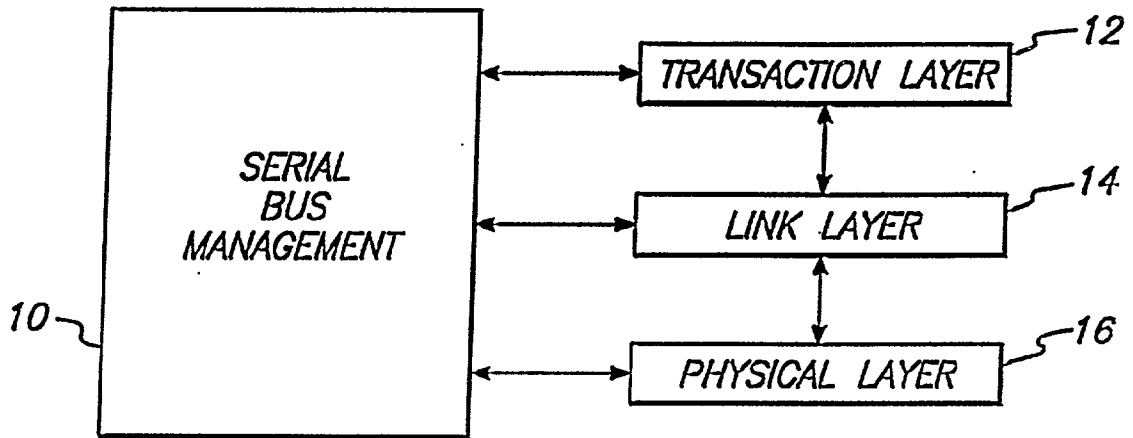 12
TRANSACTION LAYER
SERIAL
BUS
MANAGEMENT
14
LINK LAYER
10
16
PHYSICAL LAYER